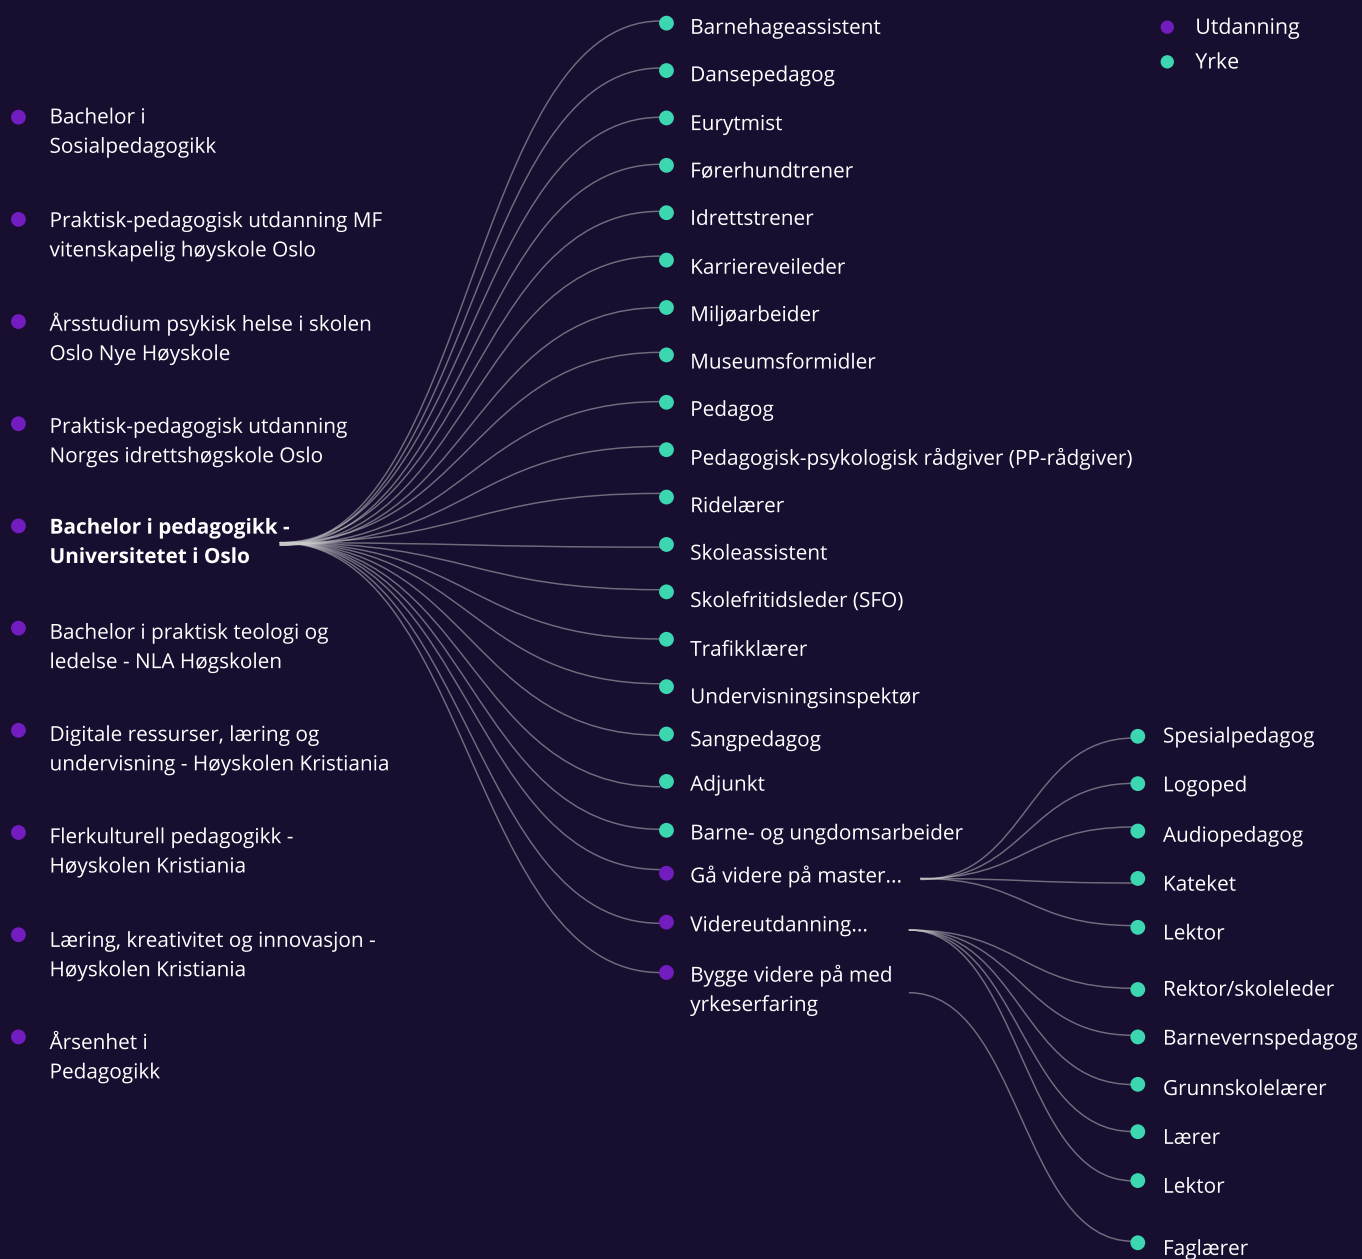 Utdanning
Yrke
Bachelor i
Sosialpedagogikk
Praktisk-pedagogisk utdanning MF
vitenskapelig høyskole Oslo
Årsstudium psykisk helse i skolen
Oslo Nye Høyskole
Praktisk-pedagogisk utdanning
Norges idrettshøgskole Oslo
Bachelor i pedagogikk -
Universitetet i Oslo
Bachelor i praktisk teologi og
ledelse - NLA Høgskolen
Digitale ressurser, læring og
undervisning - Høyskolen Kristiania
Flerkulturell pedagogikk -
Høyskolen Kristiania
Læring, kreativitet og innovasjon -
Høyskolen Kristiania
Årsenhet i
Pedagogikk
Barnehageassistent
Dansepedagog
Eurytmist
Førerhundtrener
Idrettstrener
Karriereveileder
Miljøarbeider
Museumsformidler
Pedagog
Pedagogisk-psykologisk rådgiver (PP-rådgiver)
Ridelærer
Skoleassistent
Skolefritidsleder (SFO)
Trafikklærer
Undervisningsinspektør
Sangpedagog
Adjunkt
Barne- og ungdomsarbeider
Gå videre på master...
Videreutdanning...
Bygge videre på med
yrkeserfaring
Spesialpedagog
Logoped
Audiopedagog
Kateket
Lektor
Rektor/skoleleder
Barnevernspedagog
Grunnskolelærer
Lærer
Lektor
Faglærer